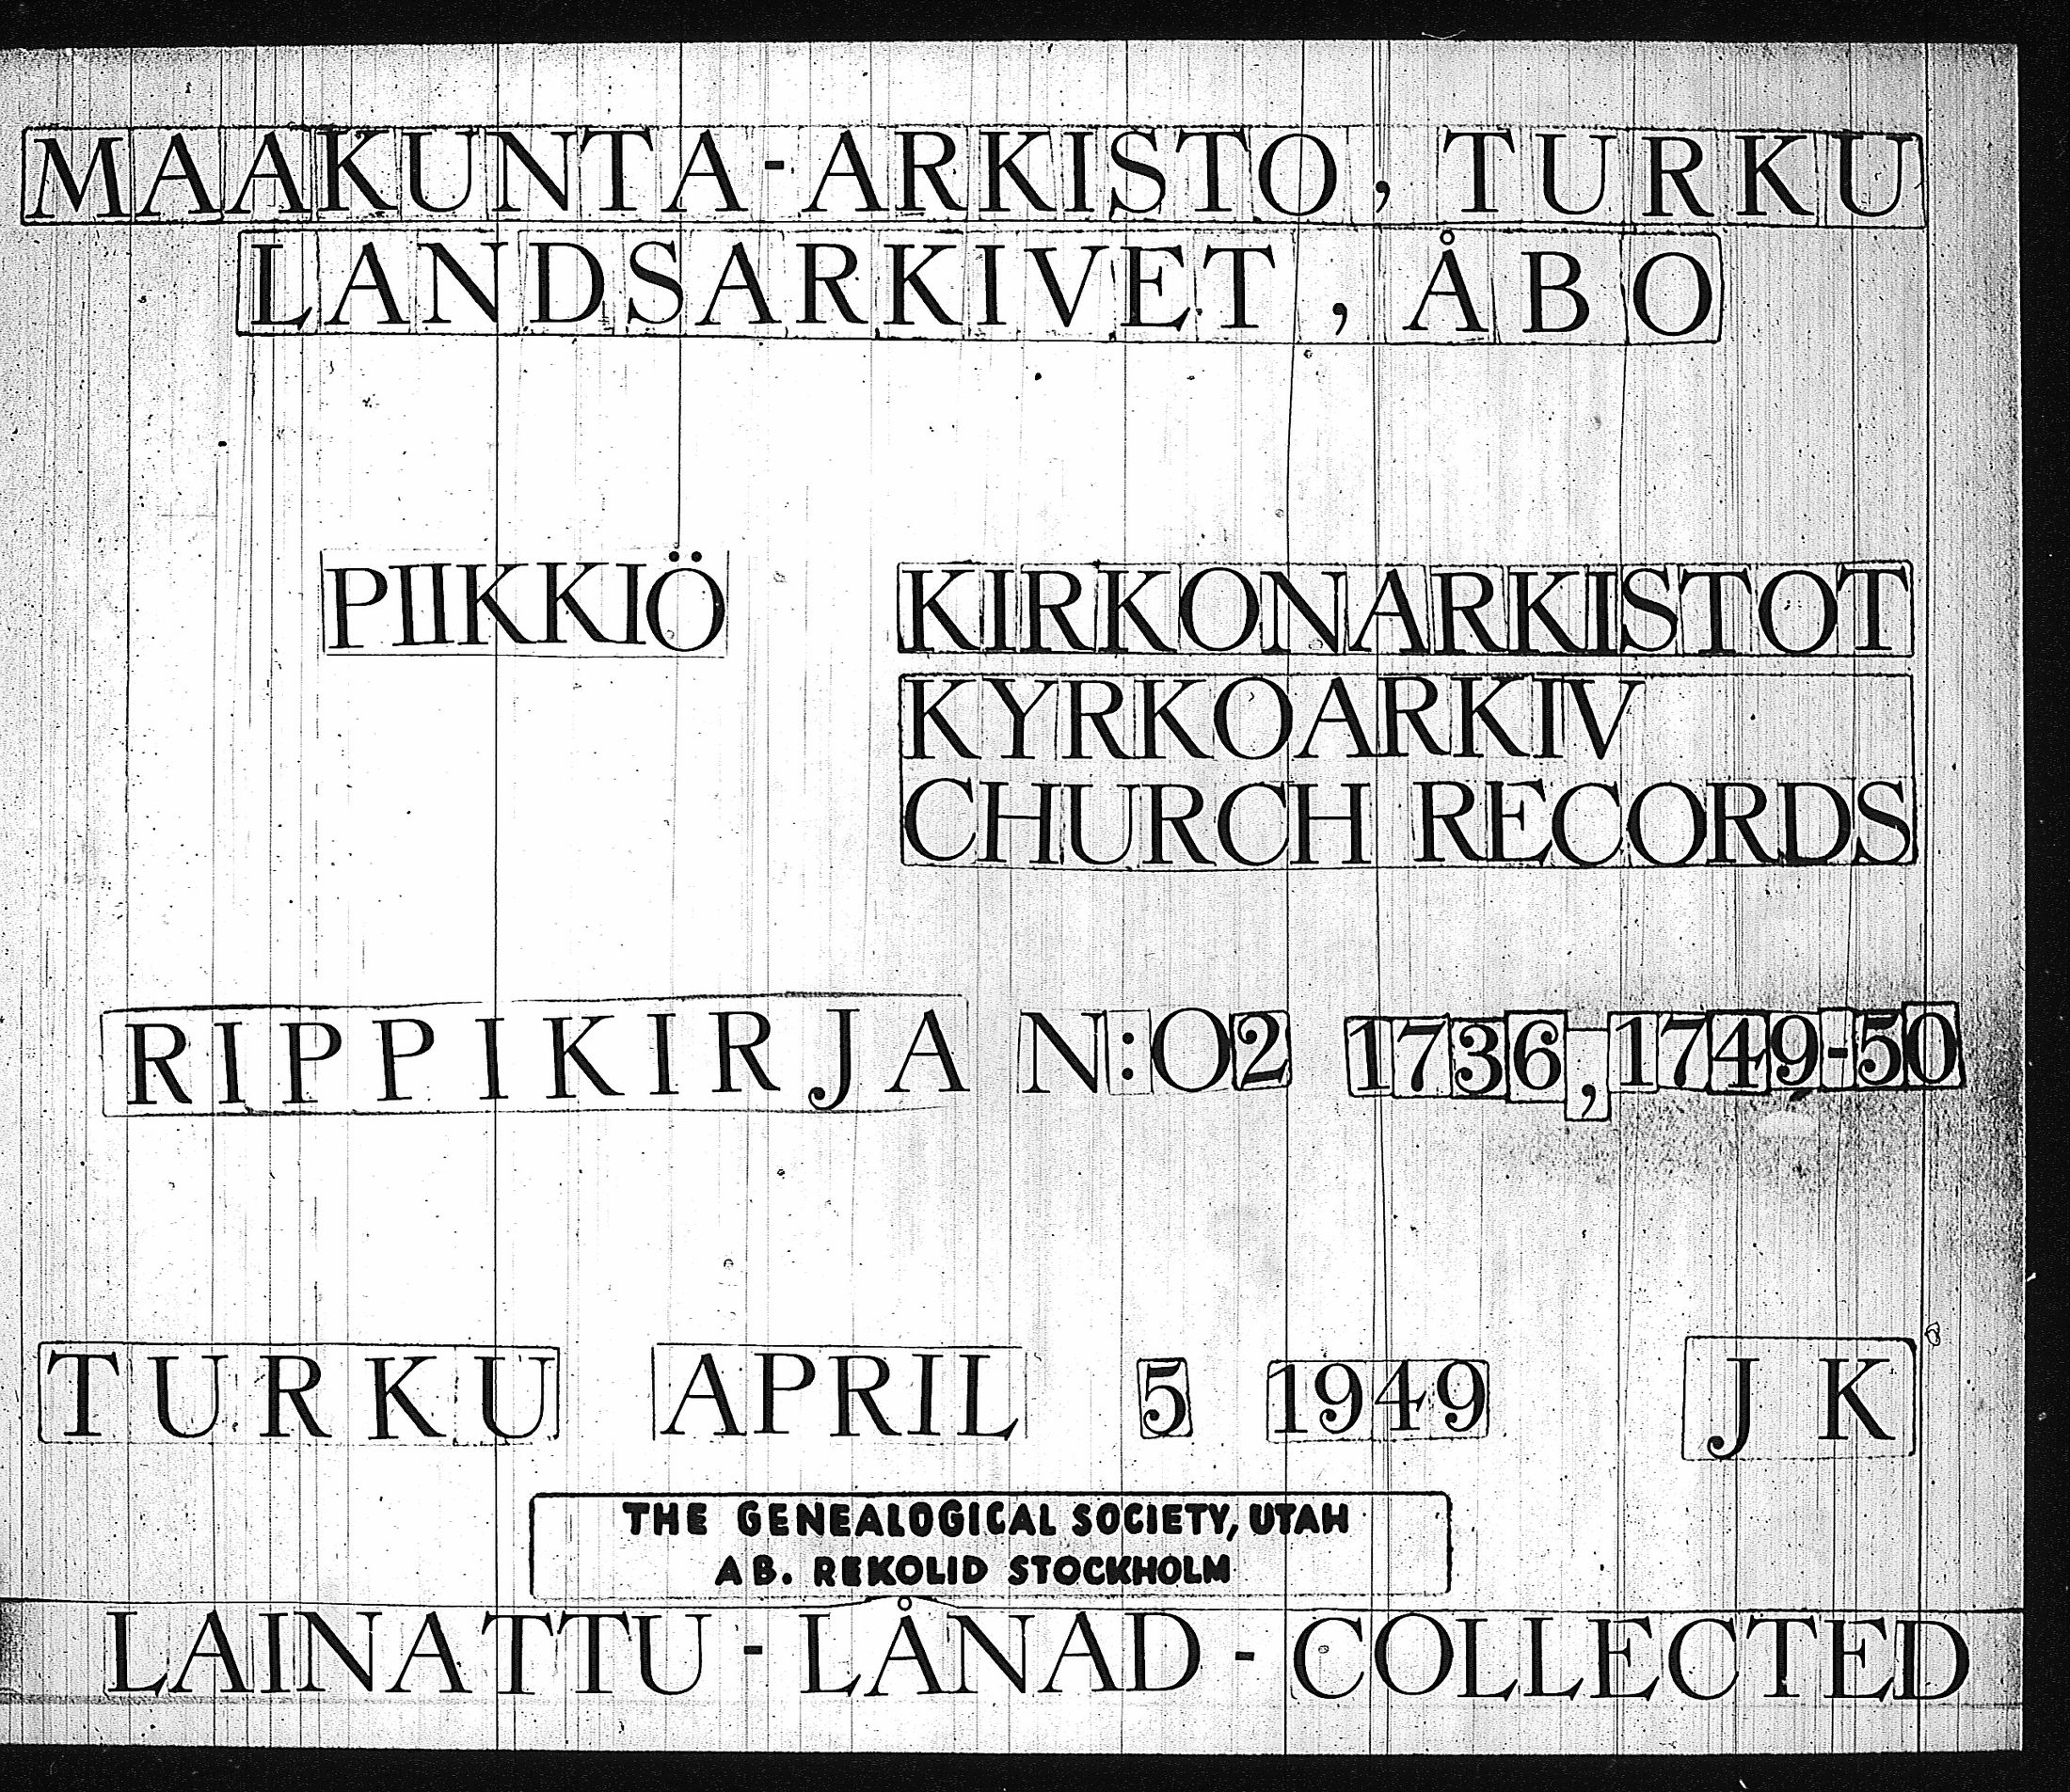 MAAKUNTA-ARKISTO, TURKU
LANDSARKIVET, ÅBO
PIIKKIÖ KIRKONARKISTOT
KYRKOARKIV
CHURCH RECORDS
RIPPIKIRJA N:O2 1736,1749-50
TURKU APRIL 5 1949 J K
THE GENEALOGICAL SOCIETY, UTAH
AB. REKOLID STOCKHOLM
LAINATTU - LÅNAD - COLLECTED